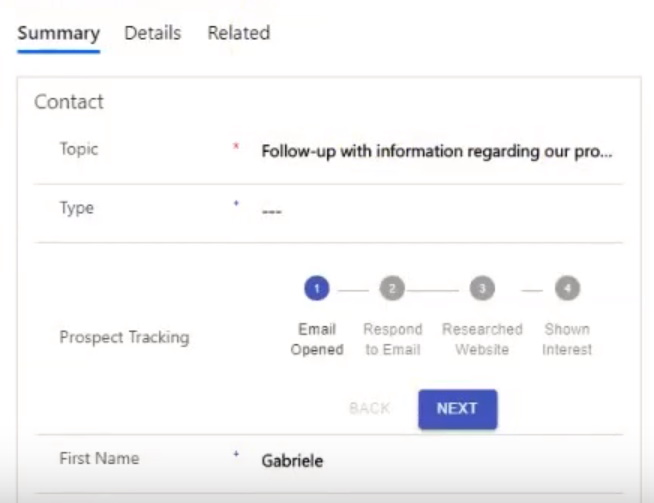 Summary Details Related
Contact
Topic * Follow-up with information regarding our pro...
Type + ---
1 2 3 4
Prospect Tracking
Email Respond Researched Shown
Opened to Email Website Interest
BACK NEXT
First Name + Gabriele